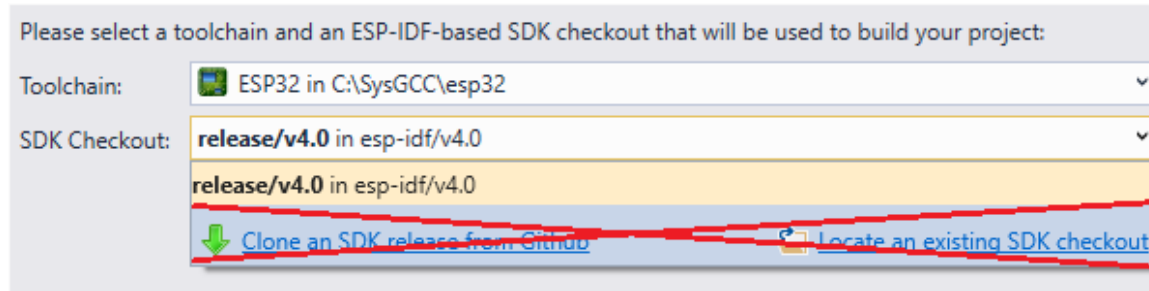 Please select a toolchain and an ESP-IDF-based SDK checkout that will be used to build your project:
Toolchain: ESP32 in C:\SysGCC\esp32
SDK Checkout: release/v4.0 in esp-idf/v4.0
release/v4.0 in esp-idf/v4.0
Clone an SDK release from Github Locate an existing SDK checkout